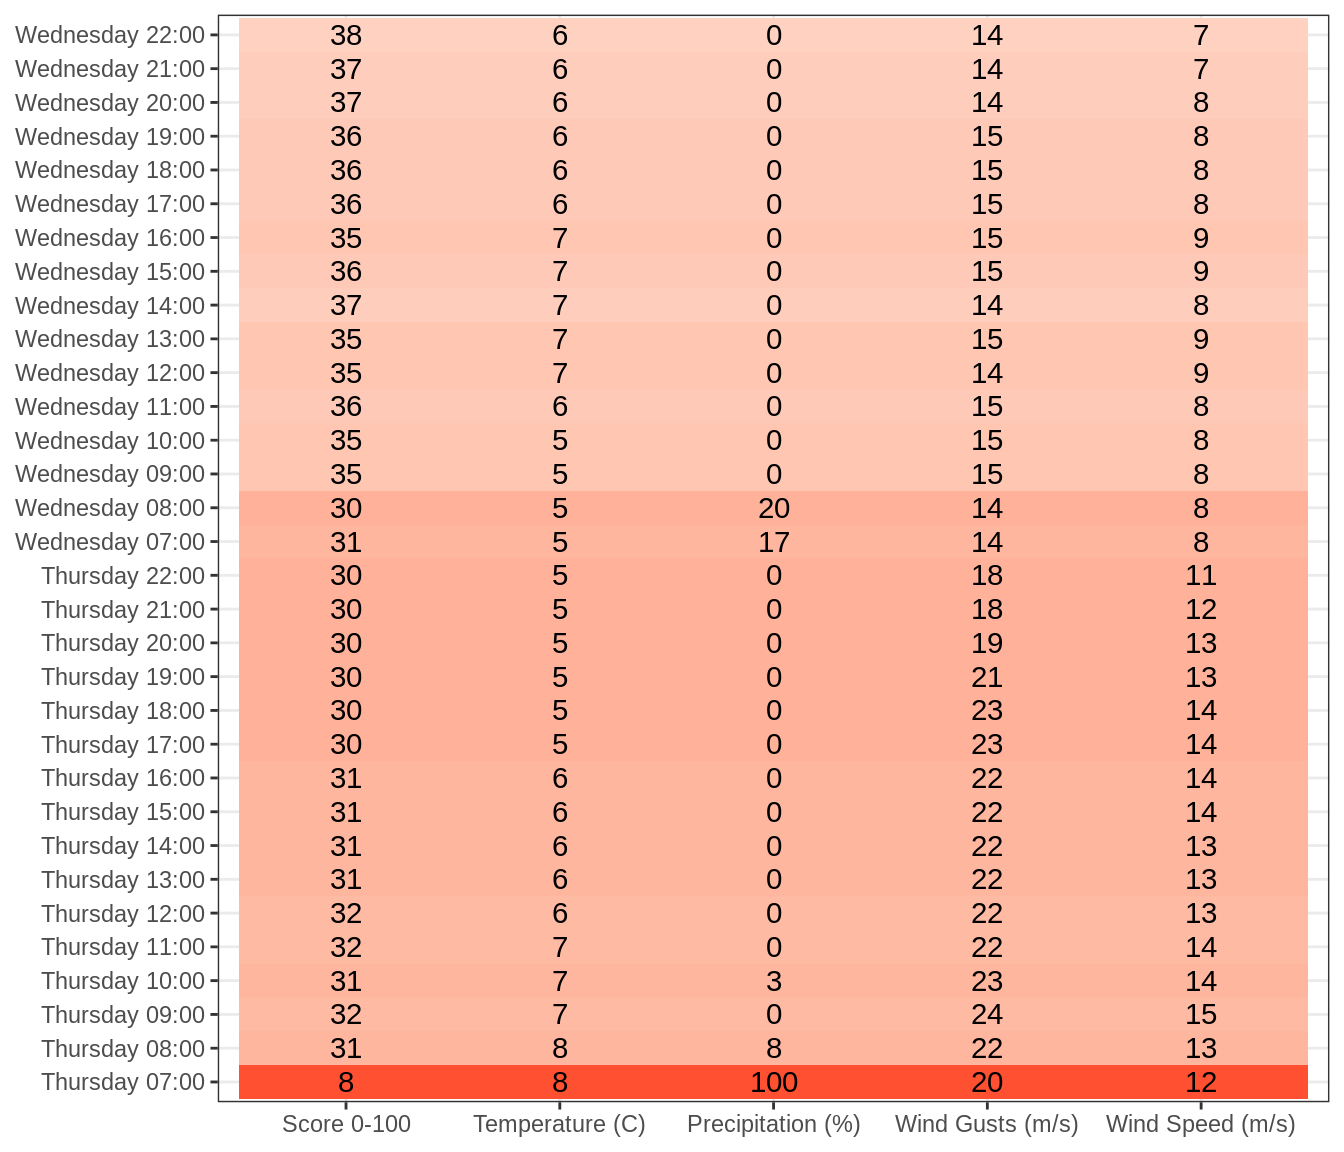 Wednesday 22:00 38 6 0 14 7
Wednesday 21:00 37 6 0 14 7
Wednesday 20:00 37 6 0 14 8
Wednesday 19:00 36 6 0 15 8
Wednesday 18:00 36 6 0 15 8
Wednesday 17:00 36 6 0 15 8
Wednesday 16:00 35 7 0 15 9
Wednesday 15:00 36 7 0 15 9
Wednesday 14:00 37 7 0 14 8
Wednesday 13:00 35 7 0 15 9
Wednesday 12:00 35 7 0 14 9
Wednesday 11:00 36 6 0 15 8
Wednesday 10:00 35 5 0 15 8
Wednesday 09:00 35 5 0 15 8
Wednesday 08:00 30 5 20 14 8
Wednesday 07:00 31 5 17 14 8
Thursday 22:00 30 5 0 18 11
Thursday 21:00 30 5 0 18 12
Thursday 20:00 30 5 0 19 13
Thursday 19:00 30 5 0 21 13
Thursday 18:00 30 5 0 23 14
Thursday 17:00 30 5 0 23 14
Thursday 16:00 31 6 0 22 14
Thursday 15:00 31 6 0 22 14
Thursday 14:00 31 6 0 22 13
Thursday 13:00 31 6 0 22 13
Thursday 12:00 32 6 0 22 13
Thursday 11:00 32 7 0 22 14
Thursday 10:00 31 7 3 23 14
Thursday 09:00 32 7 0 24 15
Thursday 08:00 31 8 8 22 13
Thursday 07:00 8 8 100 20 12
Score 0-100 Temperature (C) Precipitation (%) Wind Gusts (m/s) Wind Speed (m/s)